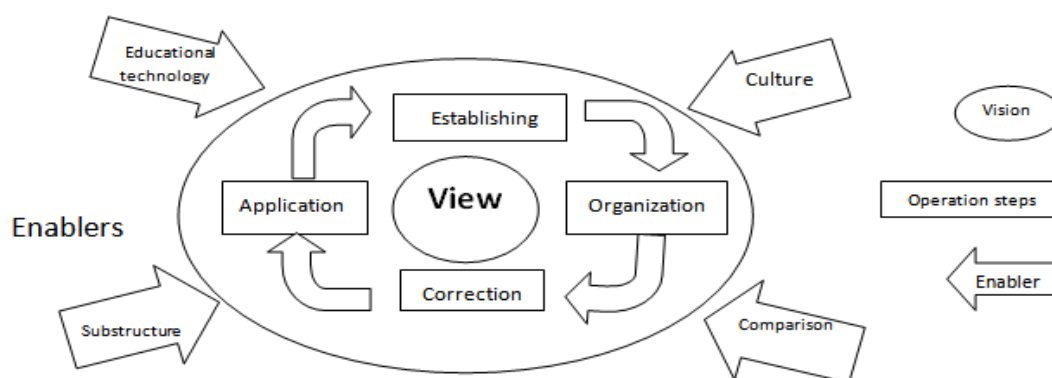 Educational
technology
Culture
Vision
Establishing
View
Application
Organization
Operation steps
Enablers
Enabler
Correction
Substructure
Comparison